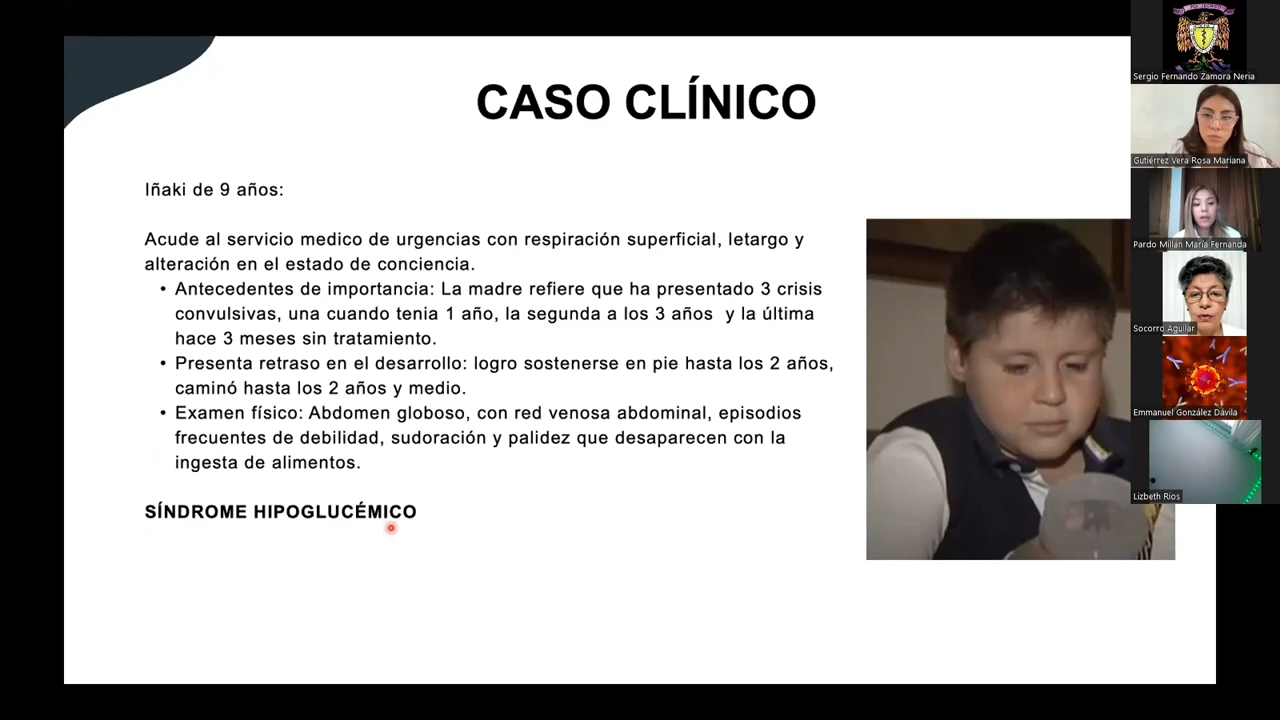 CASO CLÍNICO
Iñaki de 9 años:
Acude al servicio medico de urgencias con respiración superficial, letargo y
alteración en el estado de conciencia.
• Antecedentes de importancia: La madre refiere que ha presentado 3 crisis
convulsivas, una cuando tenia 1 año, la segunda a los 3 años y la última
hace 3 meses sin tratamiento.
• Presenta retraso en el desarrollo: logro sostenerse en pie hasta los 2 años,
caminó hasta los 2 años y medio.
• Examen físico: Abdomen globoso, con red venosa abdominal, episodios
frecuentes de debilidad, sudoración y palidez que desaparecen con la
ingesta de alimentos.
SÍNDROME HIPOGLUCÉMICO
Sergio Fernando Zamora Neria
Gutiérrez Vera Rosa Mariana
Pardo Millán María Fernanda
Socorro Aguilar
Emmanuel González Dávila
Lizbeth Rios